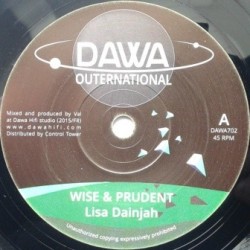 DAWA
OUTERNATIONAL
Mixed and produced by Val
at Dawa Hifi studio (2015/FR)
www.dawahifi.com
Distributed by Control Tower
A
DAWA702
45 RPM
WISE & PRUDENT
Lisa Dainjah
Unauthorized copying expressively prohibited